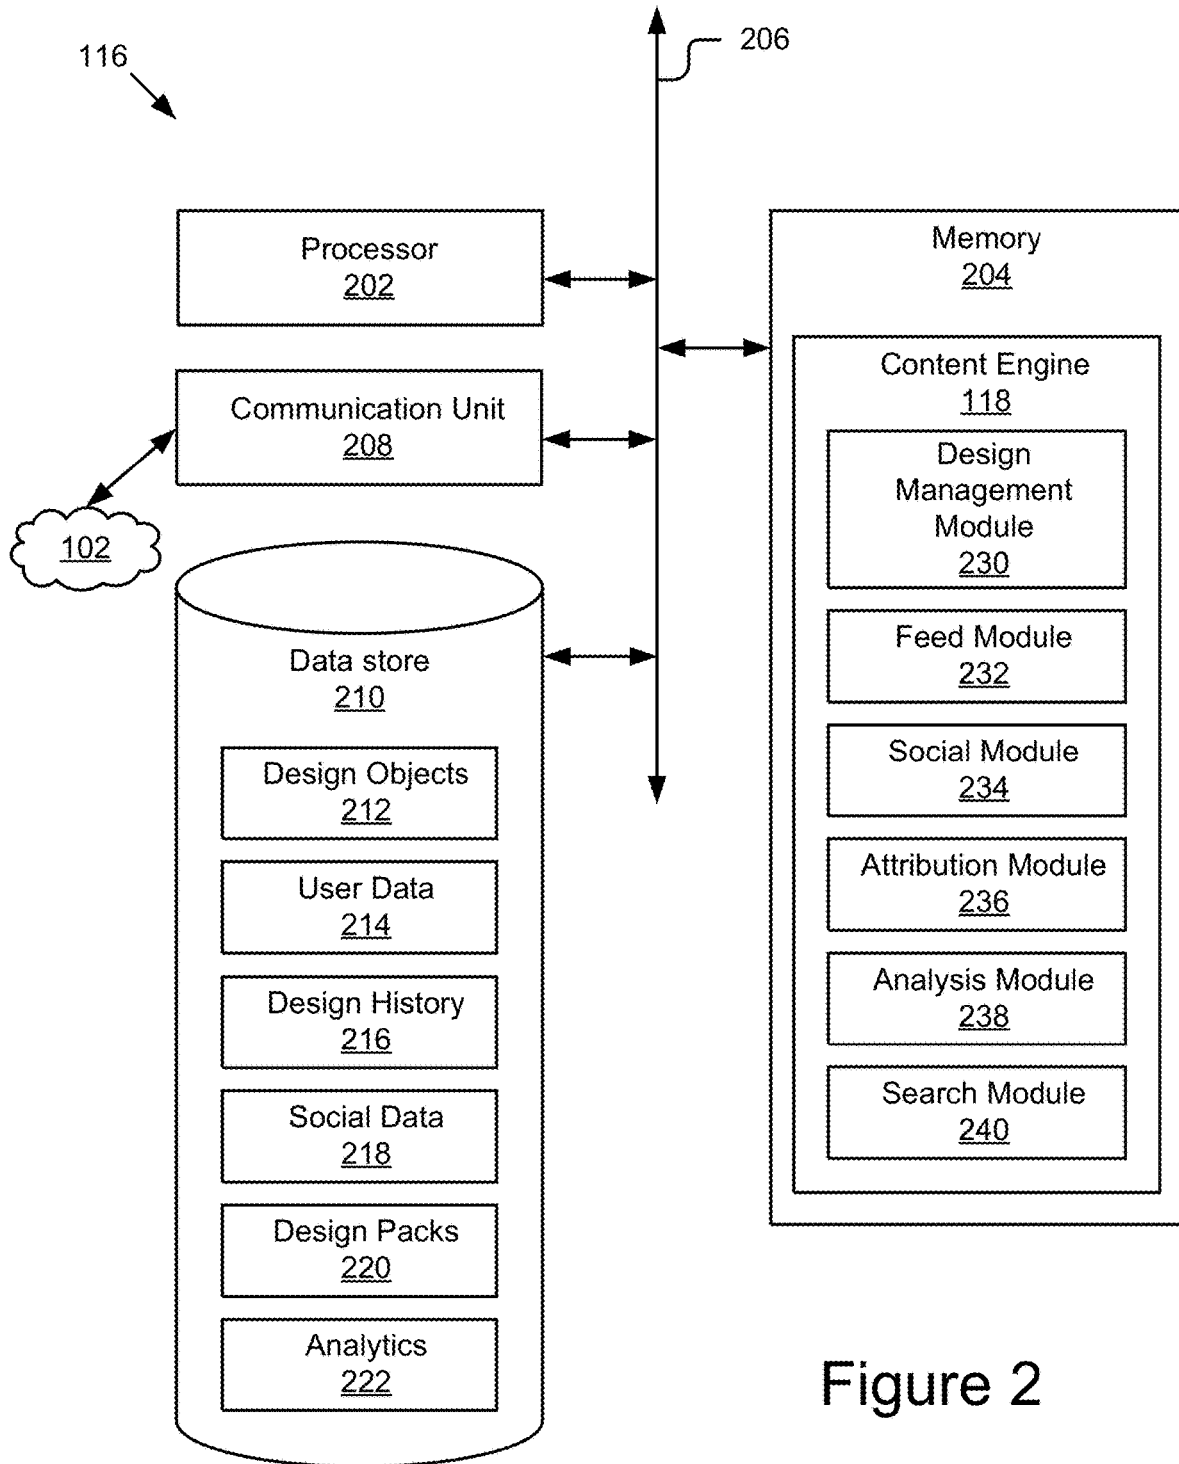 116
206
Processor
202
Memory
204
Communication Unit
208
102
Content Engine
118
Design
Management
Module
230
Feed Module
232
Social Module
234
Attribution Module
236
Analysis Module
238
Search Module
240
Data store
210
Design Objects
212
User Data
214
Design History
216
Social Data
218
Design Packs
220
Analytics
222
Figure 2